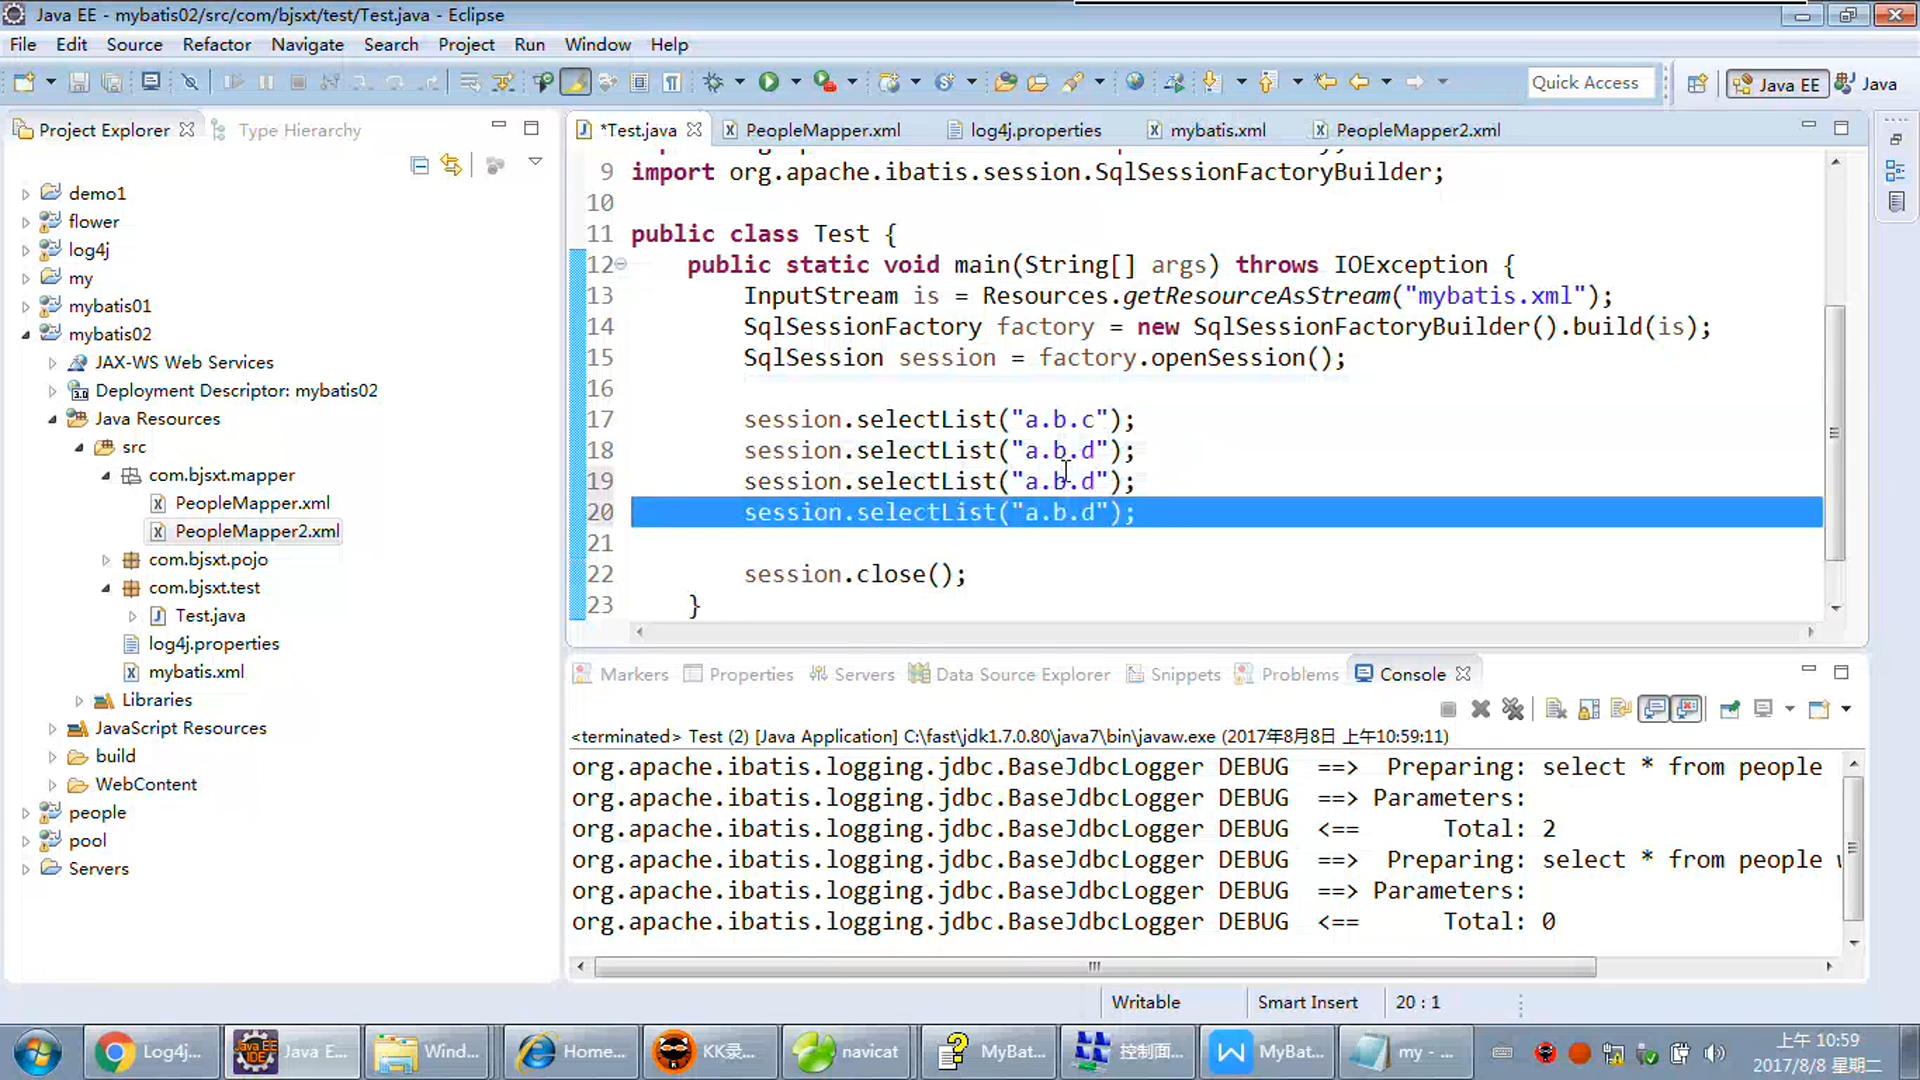 Java EE - mybatis02/src/com/bjsxt/test/Test.java - Eclipse
File Edit Source Refactor Navigate Search Project Run Window Help
Quick Access
Java EE
Java
Project Explorer
Type Hierarchy
demo1
flower
log4j
my
mybatis01
mybatis02
JAX-WS Web Services
Deployment Descriptor: mybatis02
Java Resources
src
com.bjsxt.mapper
PeopleMapper.xml
PeopleMapper2.xml
com.bjsxt.pojo
com.bjsxt.test
Test.java
log4j.properties
mybatis.xml
Libraries
JavaScript Resources
build
WebContent
people
pool
Servers
*Test.java
PeopleMapper.xml
log4j.properties
mybatis.xml
PeopleMapper2.xml
9 import org.apache.ibatis.session.SqlSessionFactoryBuilder;
10
11 public class Test {
12 public static void main(String[] args) throws IOException {
13 InputStream is = Resources.getResourceAsStream("mybatis.xml");
14 SqlSessionFactory factory = new SqlSessionFactoryBuilder().build(is);
15 SqlSession session = factory.openSession();
16
17 session.selectList("a.b.c");
18 session.selectList("a.b.d");
19 session.selectList("a.b.d");
20 session.selectList("a.b.d");
21
22 session.close();
23 }
Markers Properties Servers Data Source Explorer Snippets Problems Console
<terminated> Test (2) [Java Application] C:\fast\jdk1.7.0.80\java7\bin\javaw.exe (2017年8月8日 上午10:59:11)
org.apache.ibatis.logging.jdbc.BaseJdbcLogger DEBUG ==> Preparing: select * from people
org.apache.ibatis.logging.jdbc.BaseJdbcLogger DEBUG ==> Parameters:
org.apache.ibatis.logging.jdbc.BaseJdbcLogger DEBUG <== Total: 2
org.apache.ibatis.logging.jdbc.BaseJdbcLogger DEBUG ==> Preparing: select * from people
org.apache.ibatis.logging.jdbc.BaseJdbcLogger DEBUG ==> Parameters:
org.apache.ibatis.logging.jdbc.BaseJdbcLogger DEBUG <== Total: 0
Writable
Smart Insert
20 : 1
Log4j...
Java E...
Wind...
Home...
KK录...
navicat
MyBat...
控制面...
MyBat...
my - ...
上午 10:59
2017/8/8 星期二